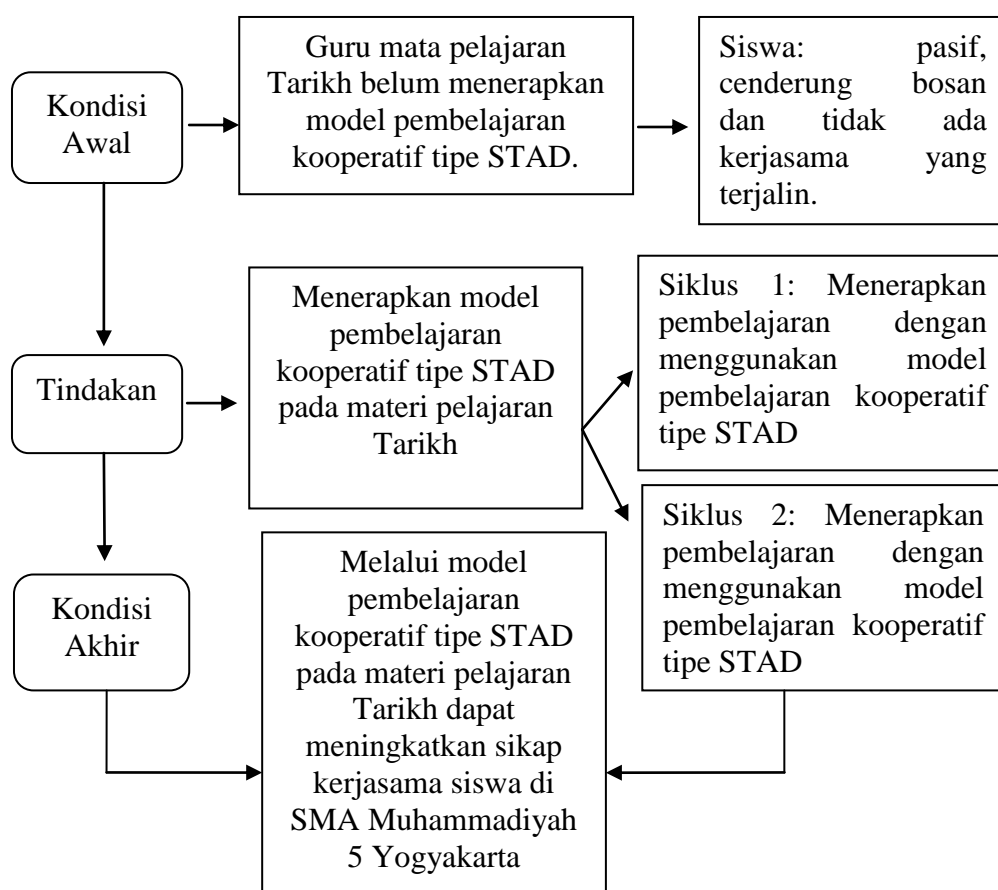 Kondisi
Awal
Guru mata pelajaran
Tarikh belum menerapkan
model pembelajaran
kooperatif tipe STAD.
Siswa: pasif,
cenderung bosan
dan tidak ada
kerjasama yang
terjalin.
Tindakan
Menerapkan model
pembelajaran
kooperatif tipe STAD
pada materi pelajaran
Tarikh
Siklus 1: Menerapkan
pembelajaran dengan
menggunakan model
pembelajaran kooperatif
tipe STAD
Siklus 2: Menerapkan
pembelajaran dengan
menggunakan model
pembelajaran kooperatif
tipe STAD
Kondisi
Akhir
Melalui model
pembelajaran
kooperatif tipe STAD
pada materi pelajaran
Tarikh dapat
meningkatkan sikap
kerjasama siswa di
SMA Muhammadiyah
5 Yogyakarta